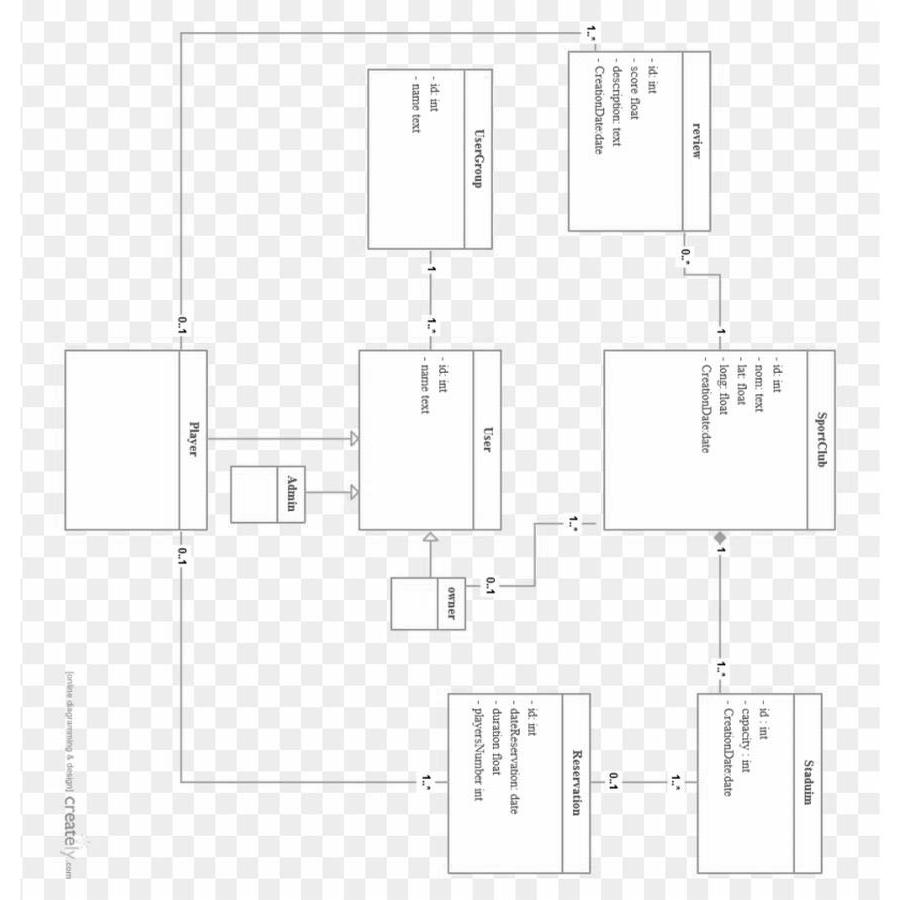 review
- id: int
- score float
- description: text
- CreationDate:date
1..*
0..*
1
SportClub
- id: int
- nom: text
- lat: float
- long: float
- CreationDate:date
1
1..*
Staduim
- id : int
- capacity : int
- CreationDate:date
UserGroup
- id: int
- name text
1
1..*
User
- id: int
- name text
1..*
0..1
owner
1..*
0..1
Reservation
- id: int
- dateReservation: date
- duration float
- playersNumber int
1..*
Admin
0..1
Player
0..1
[online diagramming & design] creately.com